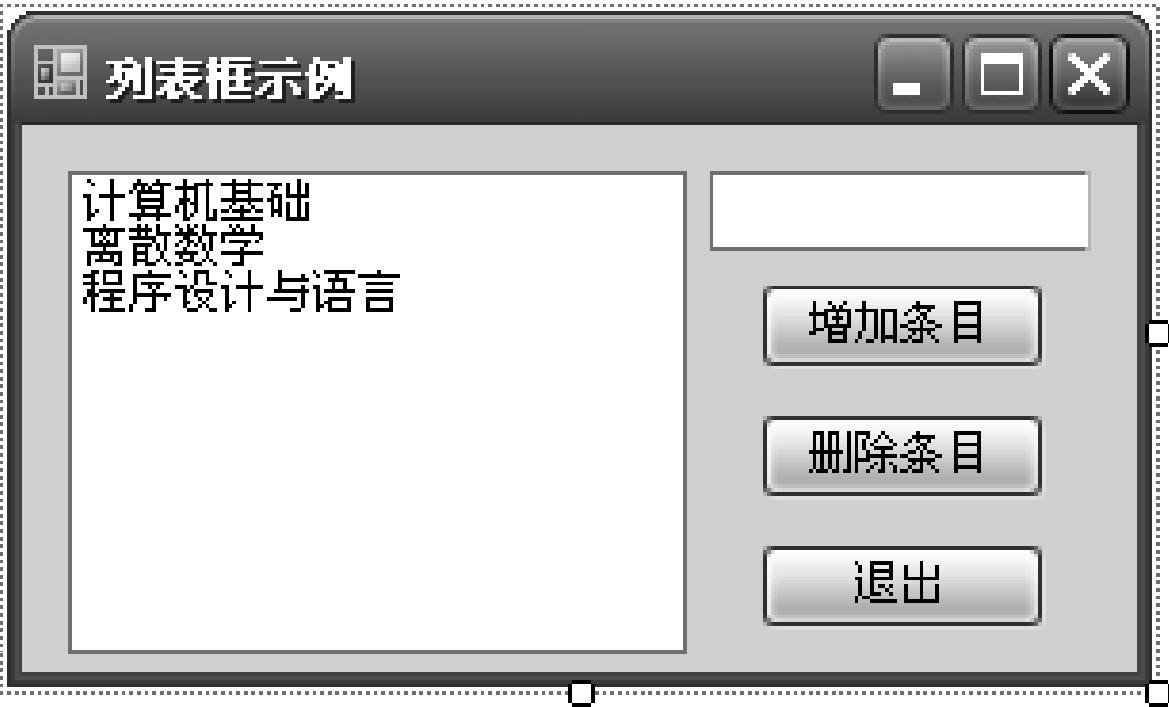 列表框示例
计算机基础
离散数学
程序设计与语言
增加条目
删除条目
退出